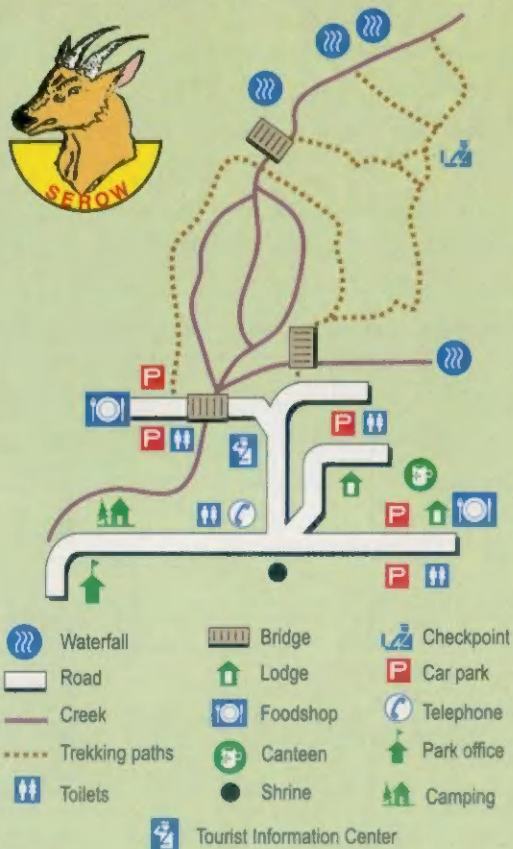 SEROW
P
P
P
P
P
Waterfall
Bridge
Checkpoint
Road
Lodge
P
Car park
Creek
Foodshop
Telephone
Trekking paths
Canteen
Park office
Toilets
Shrine
Camping
Tourist Information Center